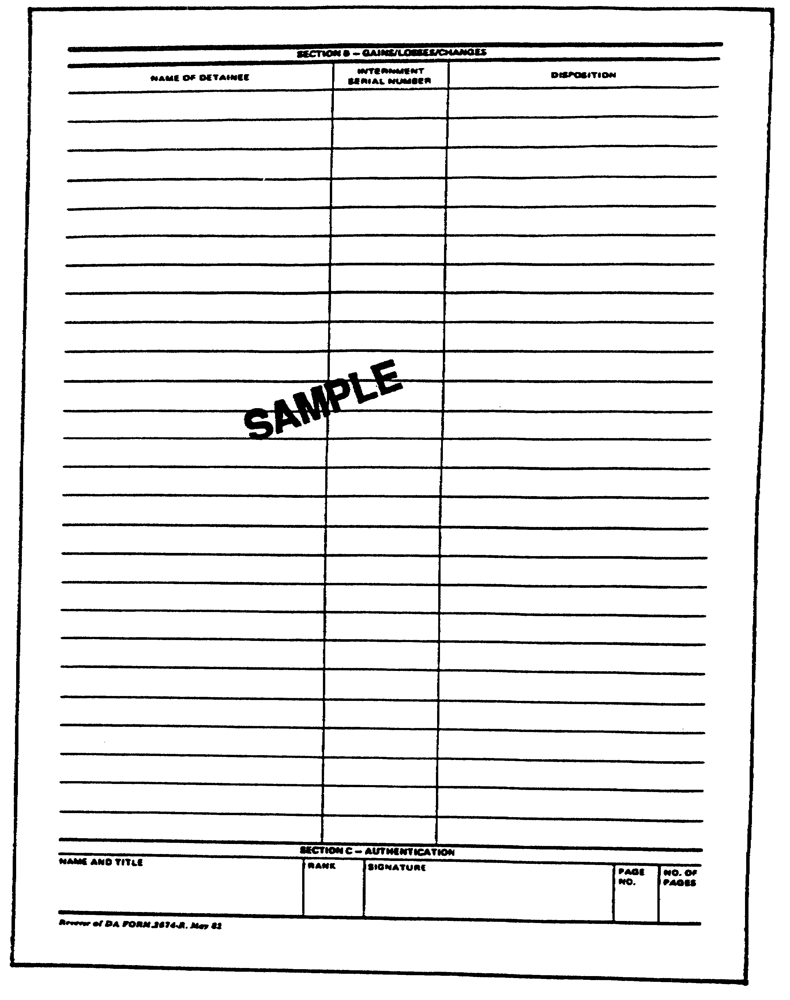 SECTION B – GAINS/LOSSES/CHANGES
NAME OF DETAINEE
INTERNMENT
SERIAL NUMBER
DISPOSITION
SAMPLE
SECTION C – AUTHENTICATION
NAME AND TITLE
RANK
SIGNATURE
PAGE
NO.
NO. OF
PAGES
Reverse of DA FORM 2674-R. May 82